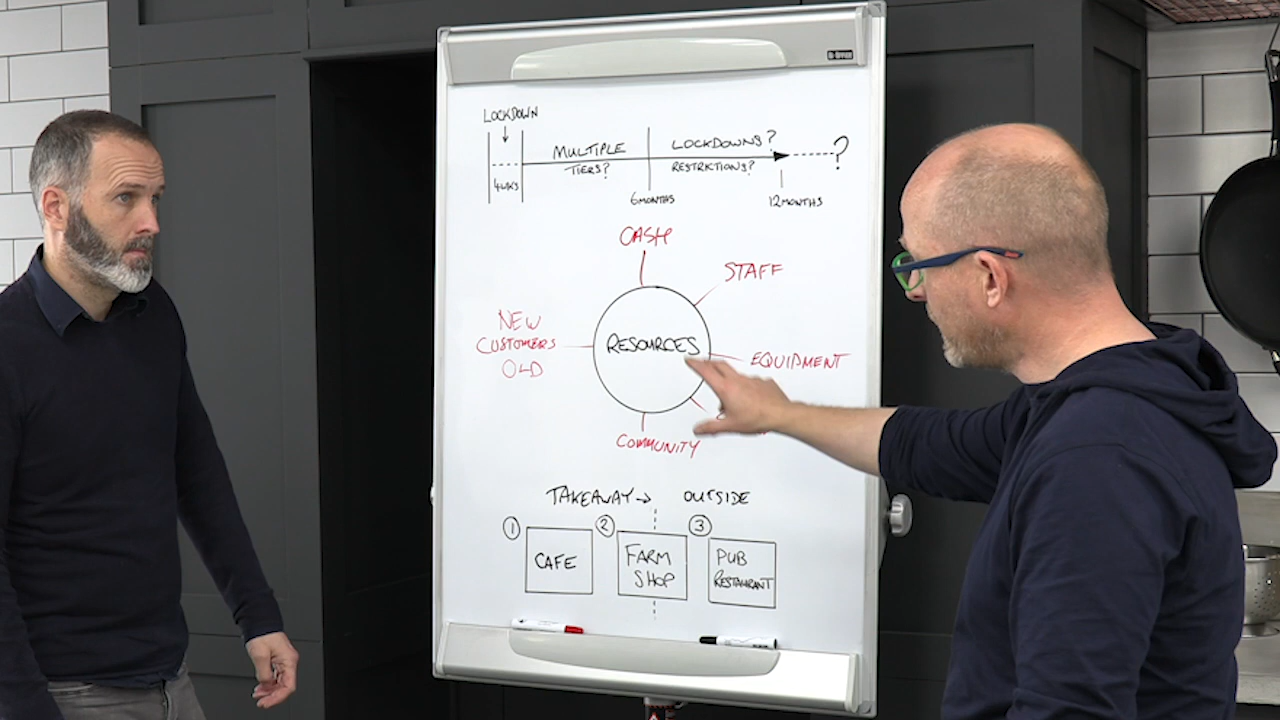 LOCKDOWN
MULTIPLE
TIERS?
LOCKDOWNS?
RESTRICTIONS?
?
4WKS
6MONTHS
12MONTHS
CASH
STAFF
NEW
CUSTOMERS
OLD
RESOURCES
EQUIPMENT
COMMUNITY
TAKEAWAY→ OUTSIDE
1 2 3
CAFE
FARM
SHOP
PUB
RESTAURANT